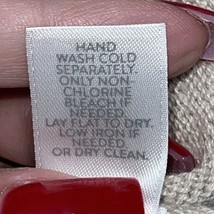 HAND
WASH COLD
SEPARATELY.
ONLY NON-
CHLORINE
BLEACH IF
NEEDED.
LAY FLAT TO DRY.
LOW IRON IF
NEEDED
OR DRY CLEAN.